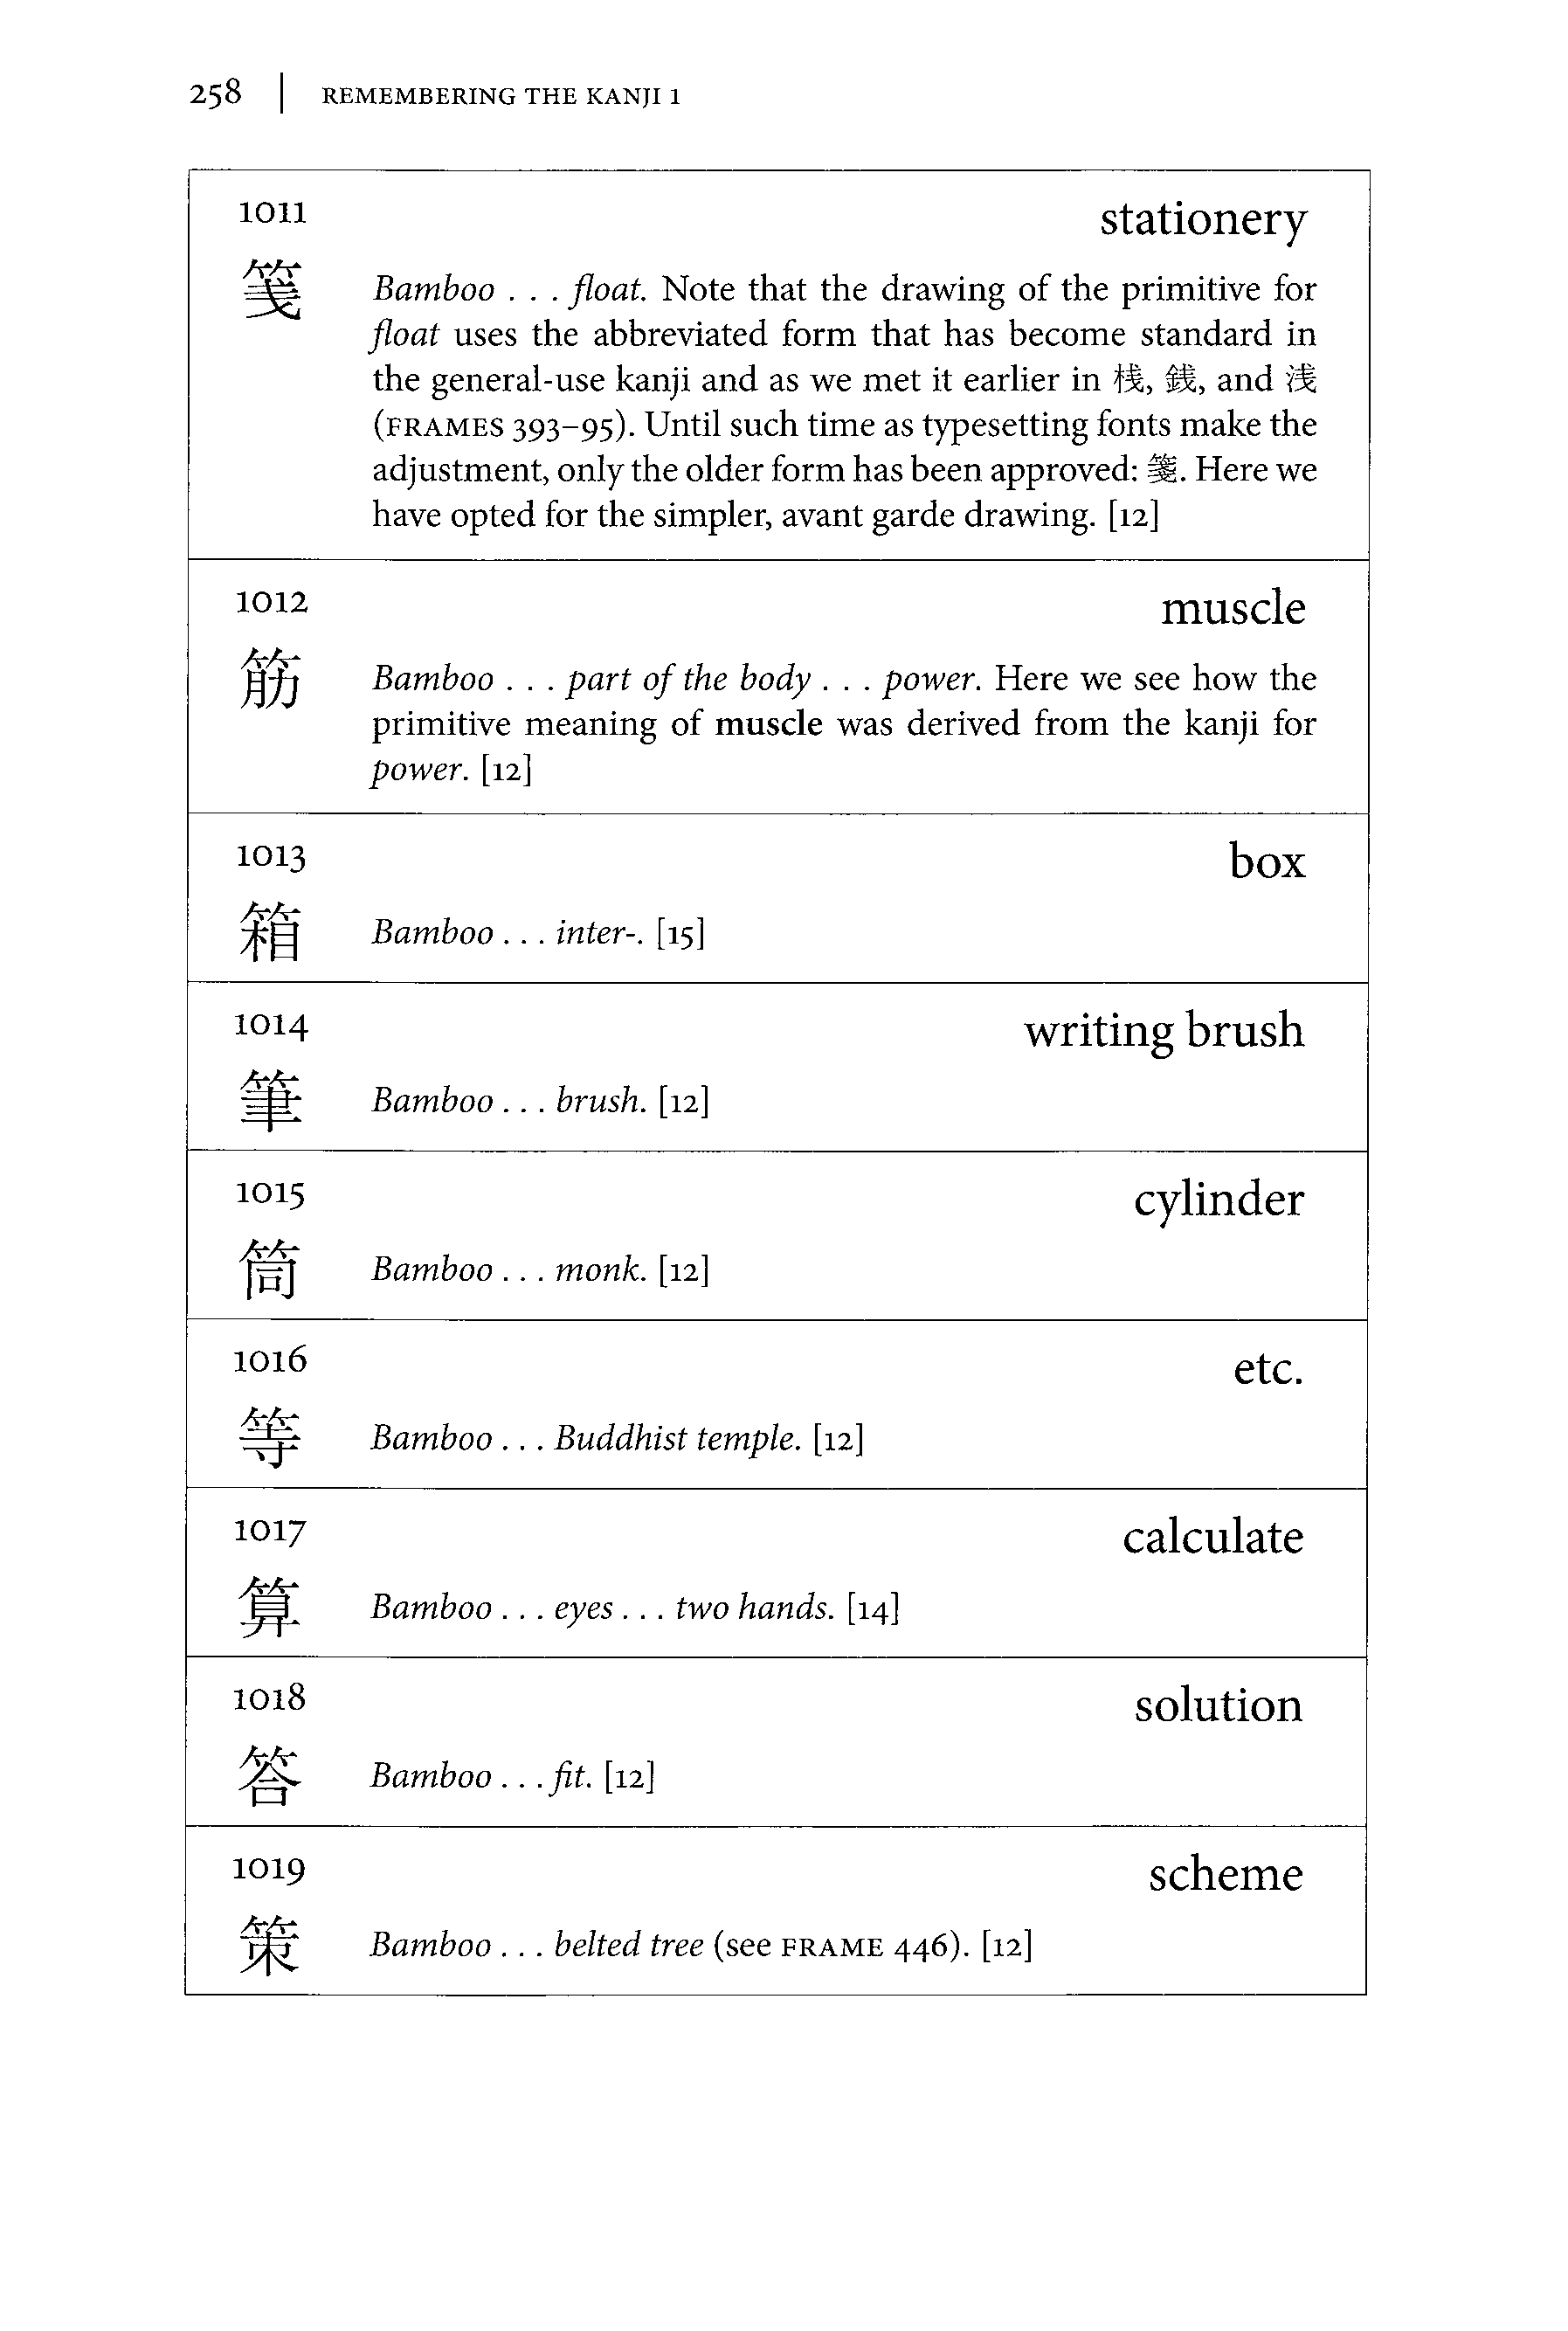 258 | REMEMBERING THE KANJI 1
1011 stationery
笺 Bamboo . . . float. Note that the drawing of the primitive for
float uses the abbreviated form that has become standard in
the general-use kanji and as we met it earlier in 桟, 銭, and 浅
(FRAMES 393–95). Until such time as typesetting fonts make the
adjustment, only the older form has been approved: 箋. Here we
have opted for the simpler, avant garde drawing. [12]
1012 muscle
筋 Bamboo . . . part of the body . . . power. Here we see how the
primitive meaning of muscle was derived from the kanji for
power. [12]
1013 box
箱 Bamboo . . . inter-. [15]
1014 writing brush
筆 Bamboo . . . brush. [12]
1015 cylinder
筒 Bamboo . . . monk. [12]
1016 etc.
等 Bamboo . . . Buddhist temple. [12]
1017 calculate
算 Bamboo . . . eyes . . . two hands. [14]
1018 solution
答 Bamboo . . . fit. [12]
1019 scheme
策 Bamboo . . . belted tree (see FRAME 446). [12]